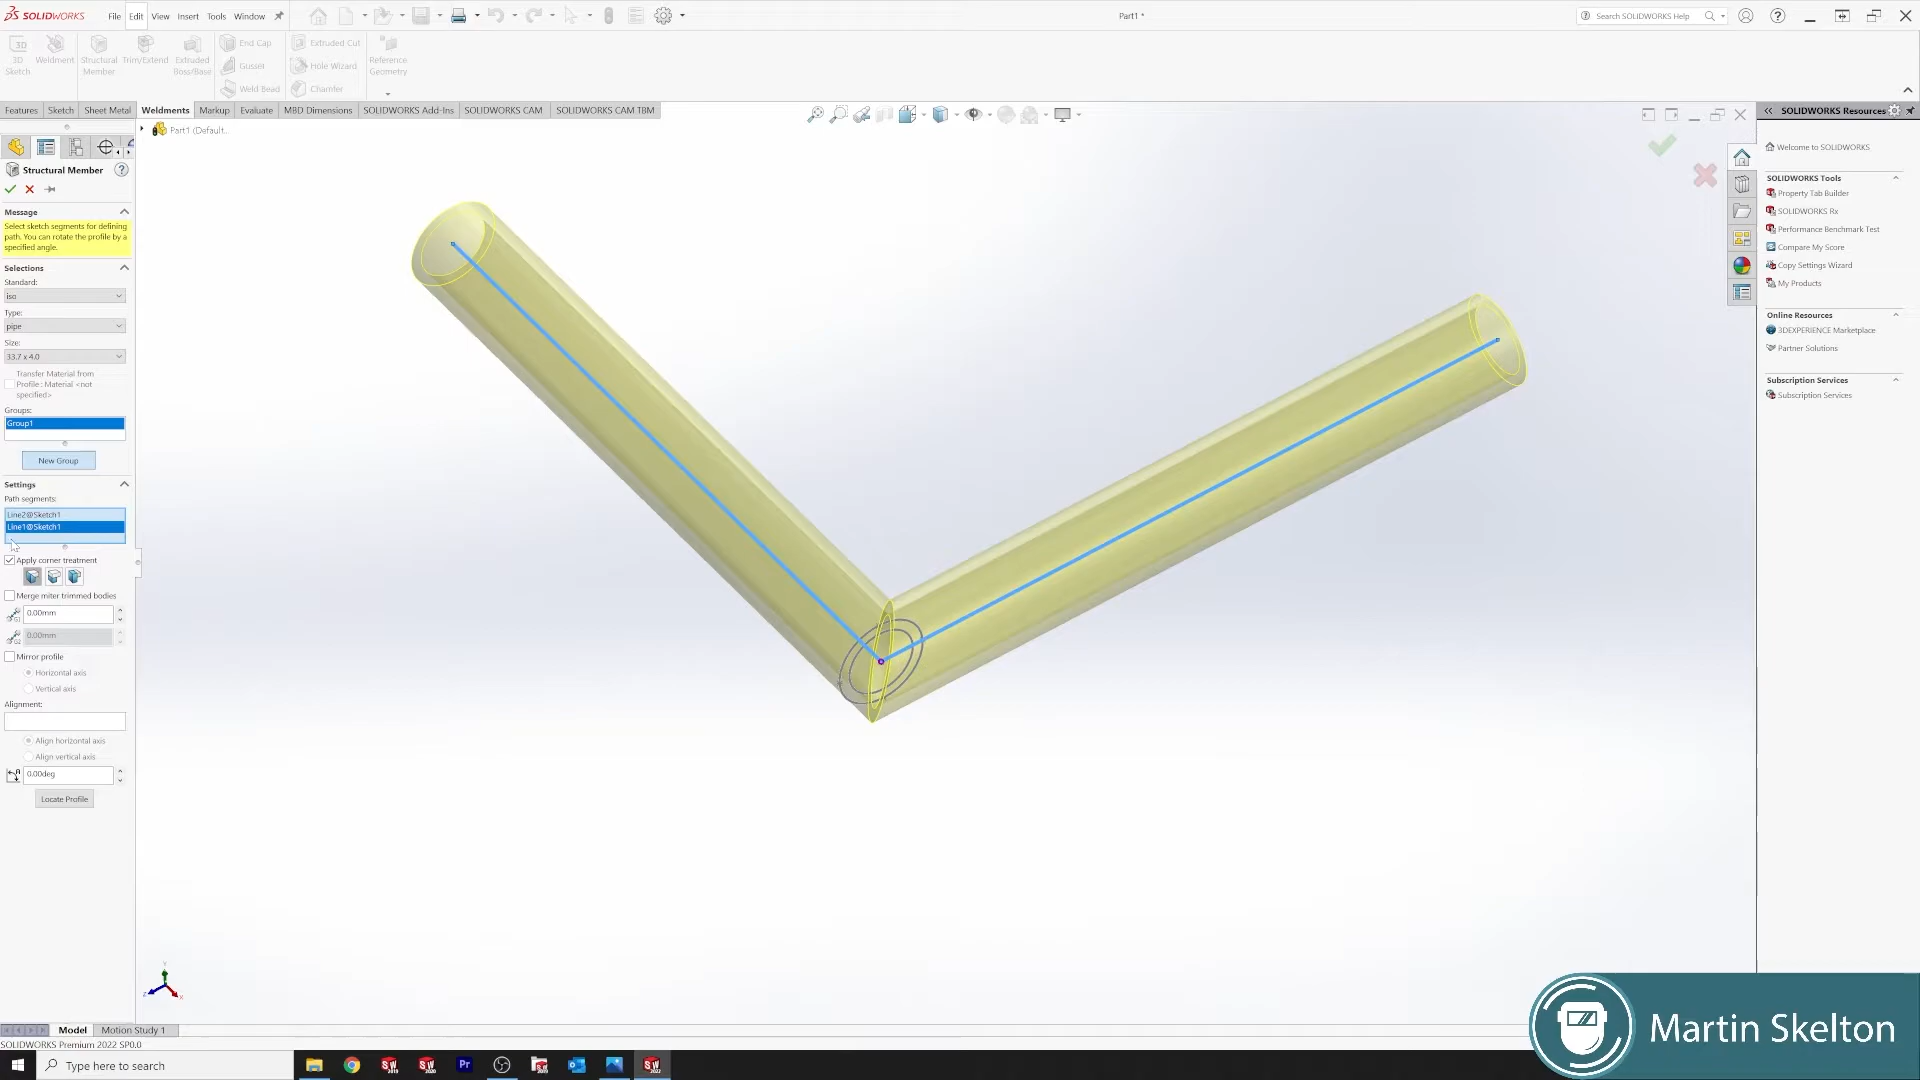 SOLIDWORKS
File Edit View Insert Tools Window
Part1 *
Search SOLIDWORKS Help
3D Sketch
Weldment
Structural Member
Trim/Extend
Extruded Boss/Base
End Cap
Gusset
Weld Bead
Extruded Cut
Hole Wizard
Chamfer
Reference Geometry
Features Sketch Sheet Metal Weldments Markup Evaluate MBD Dimensions SOLIDWORKS Add-Ins SOLIDWORKS CAM SOLIDWORKS CAM TBM
Part1 (Default...
Structural Member
Message
Select sketch segments for defining
path. You can rotate the profile by a
specified angle.
Selections
Standard:
iso
Type:
pipe
Size:
33.7 x 4.0
Transfer Material from
Profile : Material <not
specified>
Groups:
Group1
New Group
Settings
Path segments:
Line2@Sketch1
Line1@Sketch1
Apply corner treatment
Merge miter trimmed bodies
G1
0.00mm
G2
0.00mm
Mirror profile
Horizontal axis
Vertical axis
Alignment:
Align horizontal axis
Align vertical axis
0.00deg
Locate Profile
SOLIDWORKS Resources
Welcome to SOLIDWORKS
SOLIDWORKS Tools
Property Tab Builder
SOLIDWORKS Rx
Performance Benchmark Test
Compare My Score
Copy Settings Wizard
My Products
Online Resources
3DEXPERIENCE Marketplace
Partner Solutions
Subscription Services
Subscription Services
Model Motion Study 1
SOLIDWORKS Premium 2022 SP0.0
Type here to search
Martin Skelton